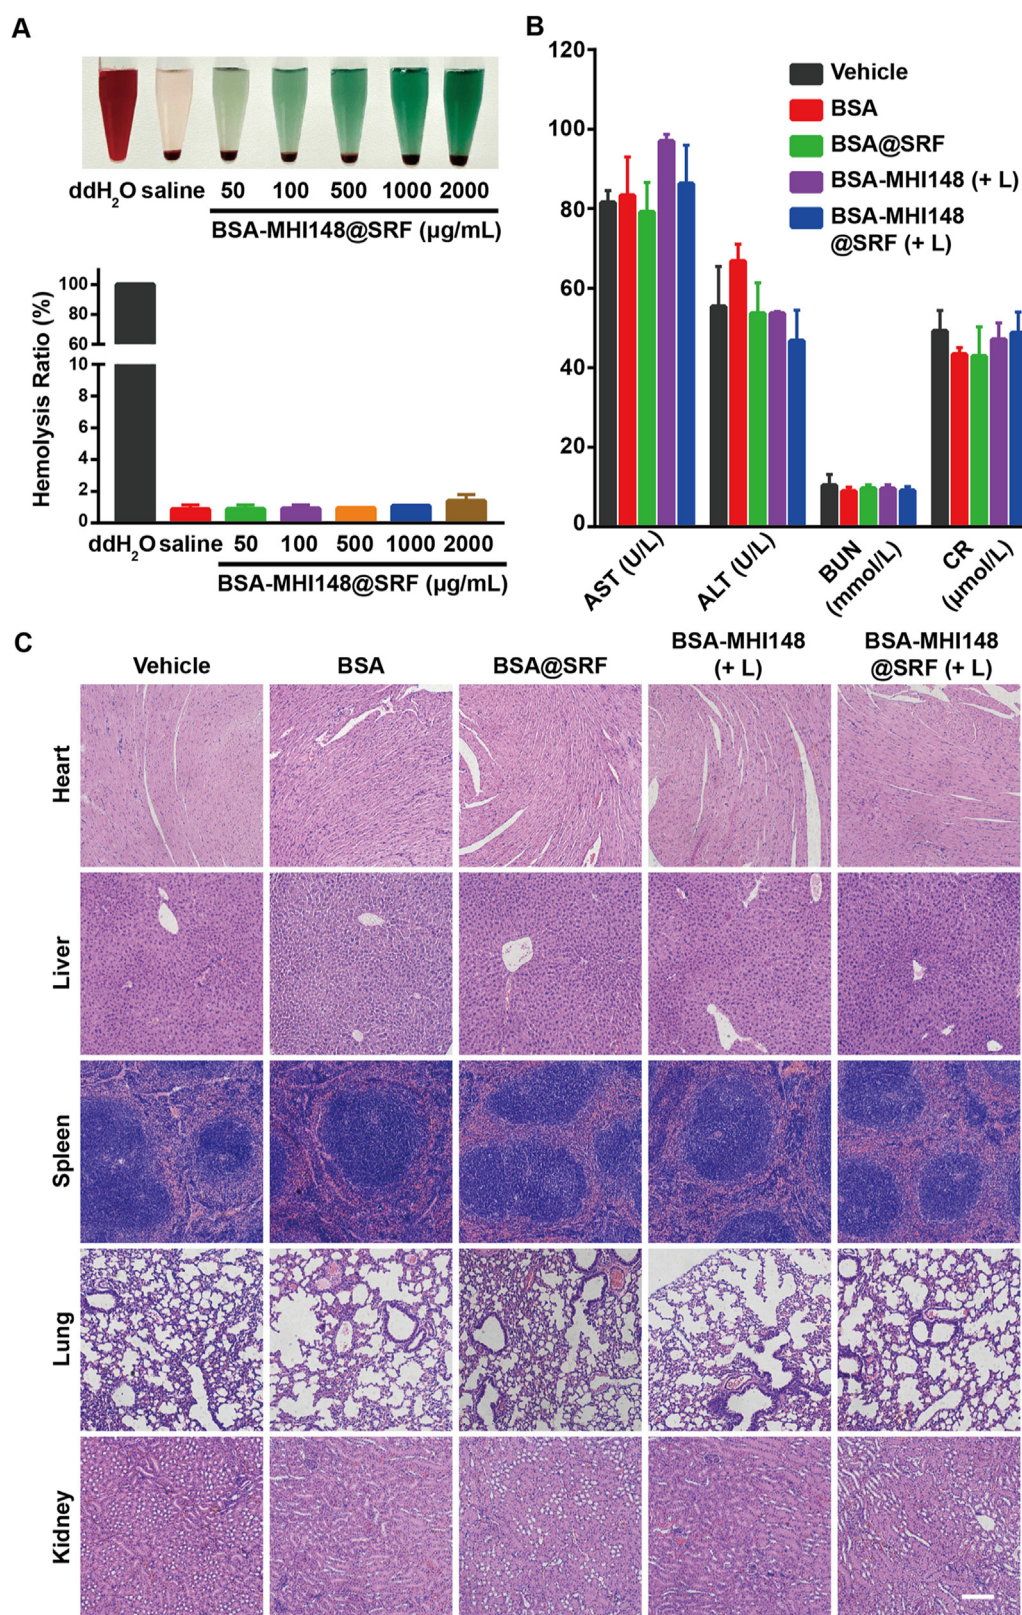 A
ddH2O saline 50 100 500 1000 2000
BSA-MHI148@SRF (µg/mL)
Hemolysis Ratio (%)
100
80
60
10
8
6
4
2
0
ddH2O saline 50 100 500 1000 2000
BSA-MHI148@SRF (µg/mL)
B
120
100
80
60
40
20
0
Vehicle
BSA
BSA@SRF
BSA-MHI148 (+ L)
BSA-MHI148
@SRF (+ L)
AST (U/L)
ALT (U/L)
BUN
(mmol/L)
CR
(µmol/L)
C
Vehicle
BSA
BSA@SRF
BSA-MHI148
(+ L)
BSA-MHI148
@SRF (+ L)
Heart
Liver
Spleen
Lung
Kidney